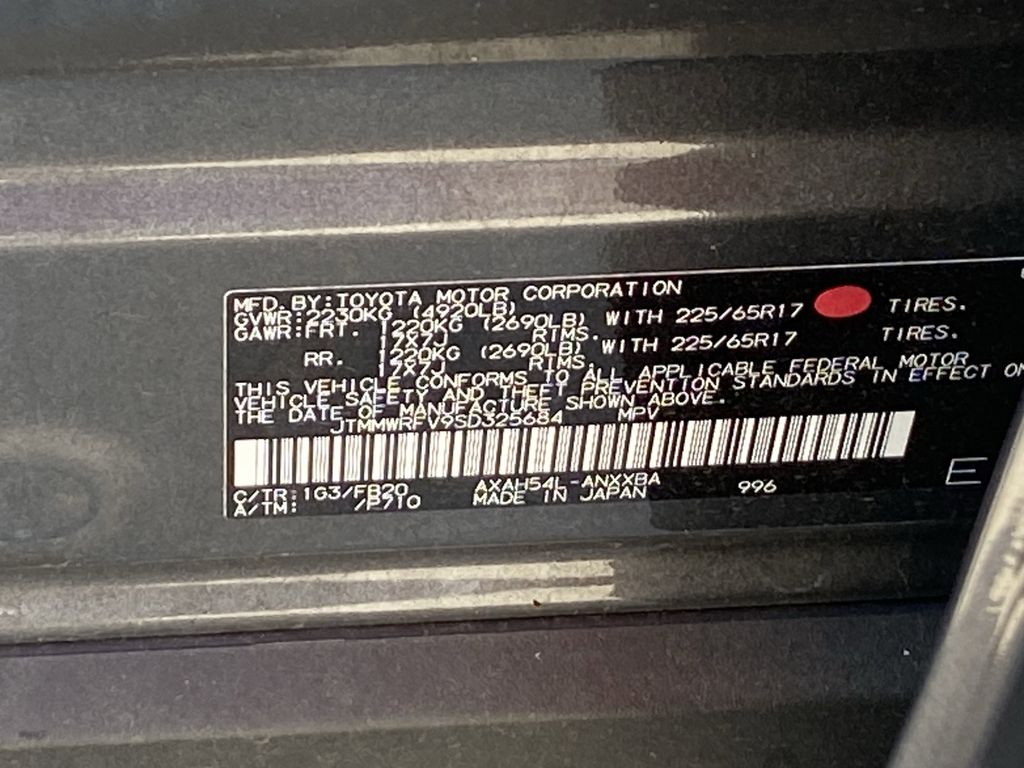 MFD. BY: TOYOTA MOTOR CORPORATION
GVWR: 2230KG (4920LB)
GAWR: FRT. 1220KG (2690LB) WITH 225/65R17 TIRES.
17X7J RIMS.
RR. 1220KG (2690LB) WITH 225/65R17 TIRES.
17X7J RIMS.
THIS VEHICLE CONFORMS TO ALL APPLICABLE FEDERAL MOTOR
VEHICLE SAFETY AND THEFT PREVENTION STANDARDS IN EFFECT ON
THE DATE OF MANUFACTURE SHOWN ABOVE.
JTMMWRFV9SD325684 MPV
C/TR: 1G3/FB20 AXAH54L-ANXXBA 996
A/TM: /P710 MADE IN JAPAN
E